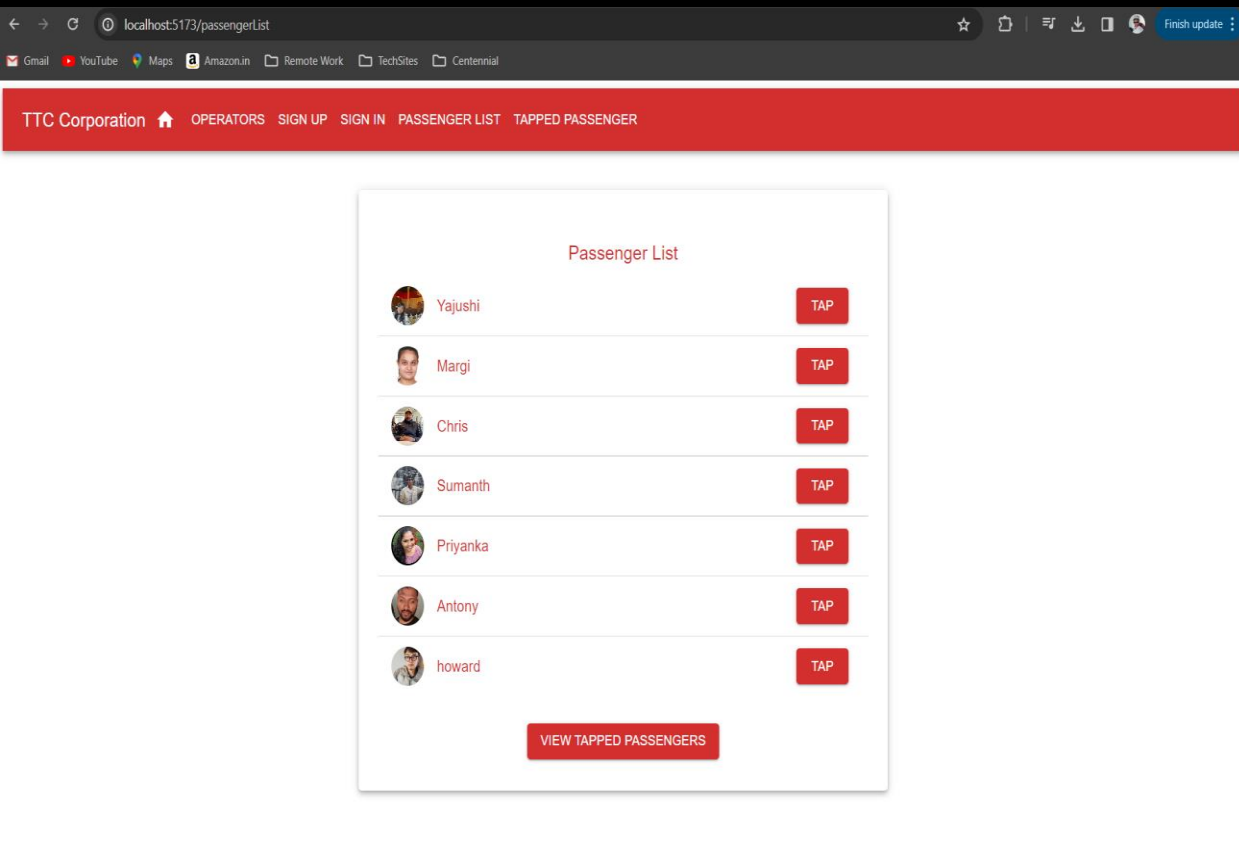 localhost:5173/passengerList
Finish update
Gmail YouTube Maps Amazon.in Remote Work TechSites Centennial
TTC Corporation OPERATORS SIGN UP SIGN IN PASSENGER LIST TAPPED PASSENGER
Passenger List
Yajushi TAP
Margi TAP
Chris TAP
Sumanth TAP
Priyanka TAP
Antony TAP
howard TAP
VIEW TAPPED PASSENGERS